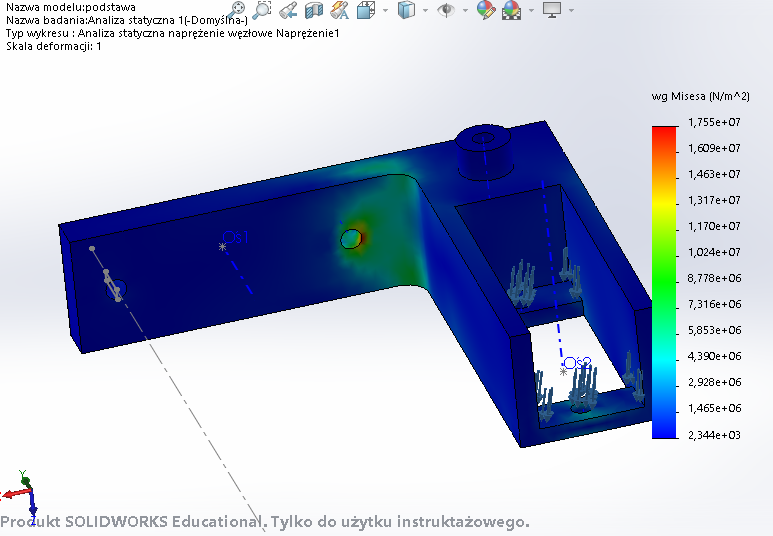 Nazwa modelu:podstawa
Nazwa badania:Analiza statyczna 1(-Domyślna-)
Typ wykresu : Analiza statyczna naprężenie węzłowe Naprężenie1
Skala deformacji: 1
wg Misesa (N/m^2)
1,755e+07
1,609e+07
1,463e+07
1,317e+07
1,170e+07
1,024e+07
8,778e+06
7,316e+06
5,853e+06
4,390e+06
2,928e+06
1,465e+06
2,344e+03
Oś1
Oś2
Y
Z
Produkt SOLIDWORKS Educational. Tylko do użytku instruktażowego.